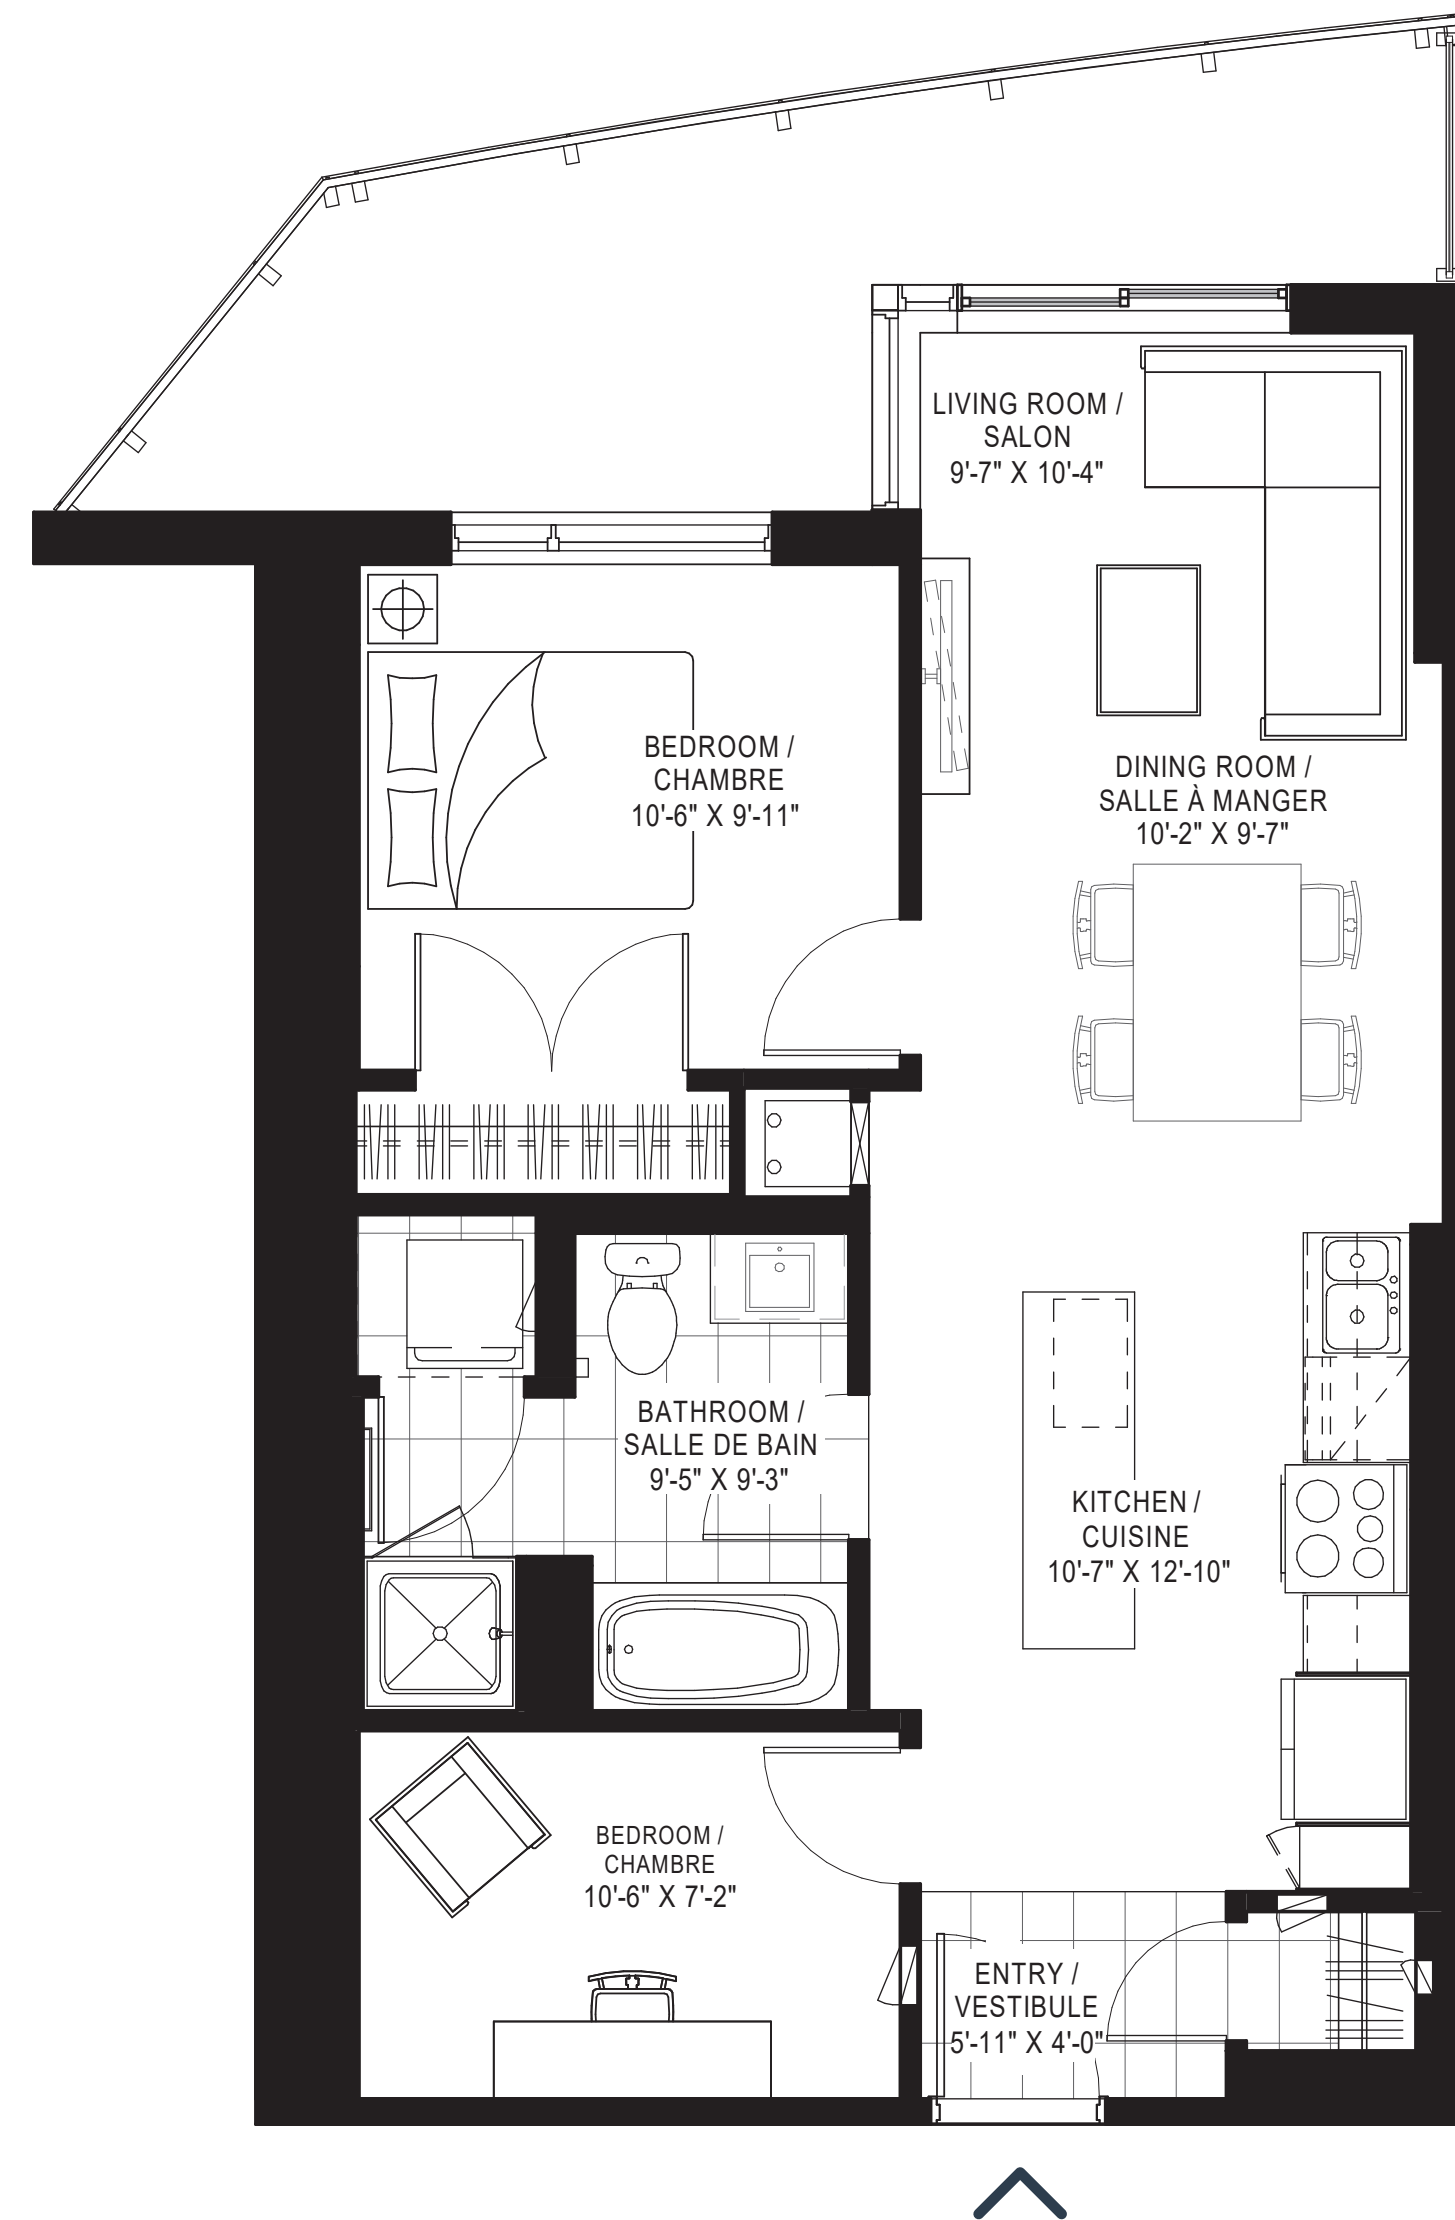 LIVING ROOM /
SALON
9'-7" X 10'-4"
BEDROOM /
CHAMBRE
10'-6" X 9'-11"
DINING ROOM /
SALLE À MANGER
10'-2" X 9'-7"
BATHROOM /
SALLE DE BAIN
9'-5" X 9'-3"
KITCHEN /
CUISINE
10'-7" X 12'-10"
BEDROOM /
CHAMBRE
10'-6" X 7'-2"
ENTRY /
VESTIBULE
5'-11" X 4'-0"